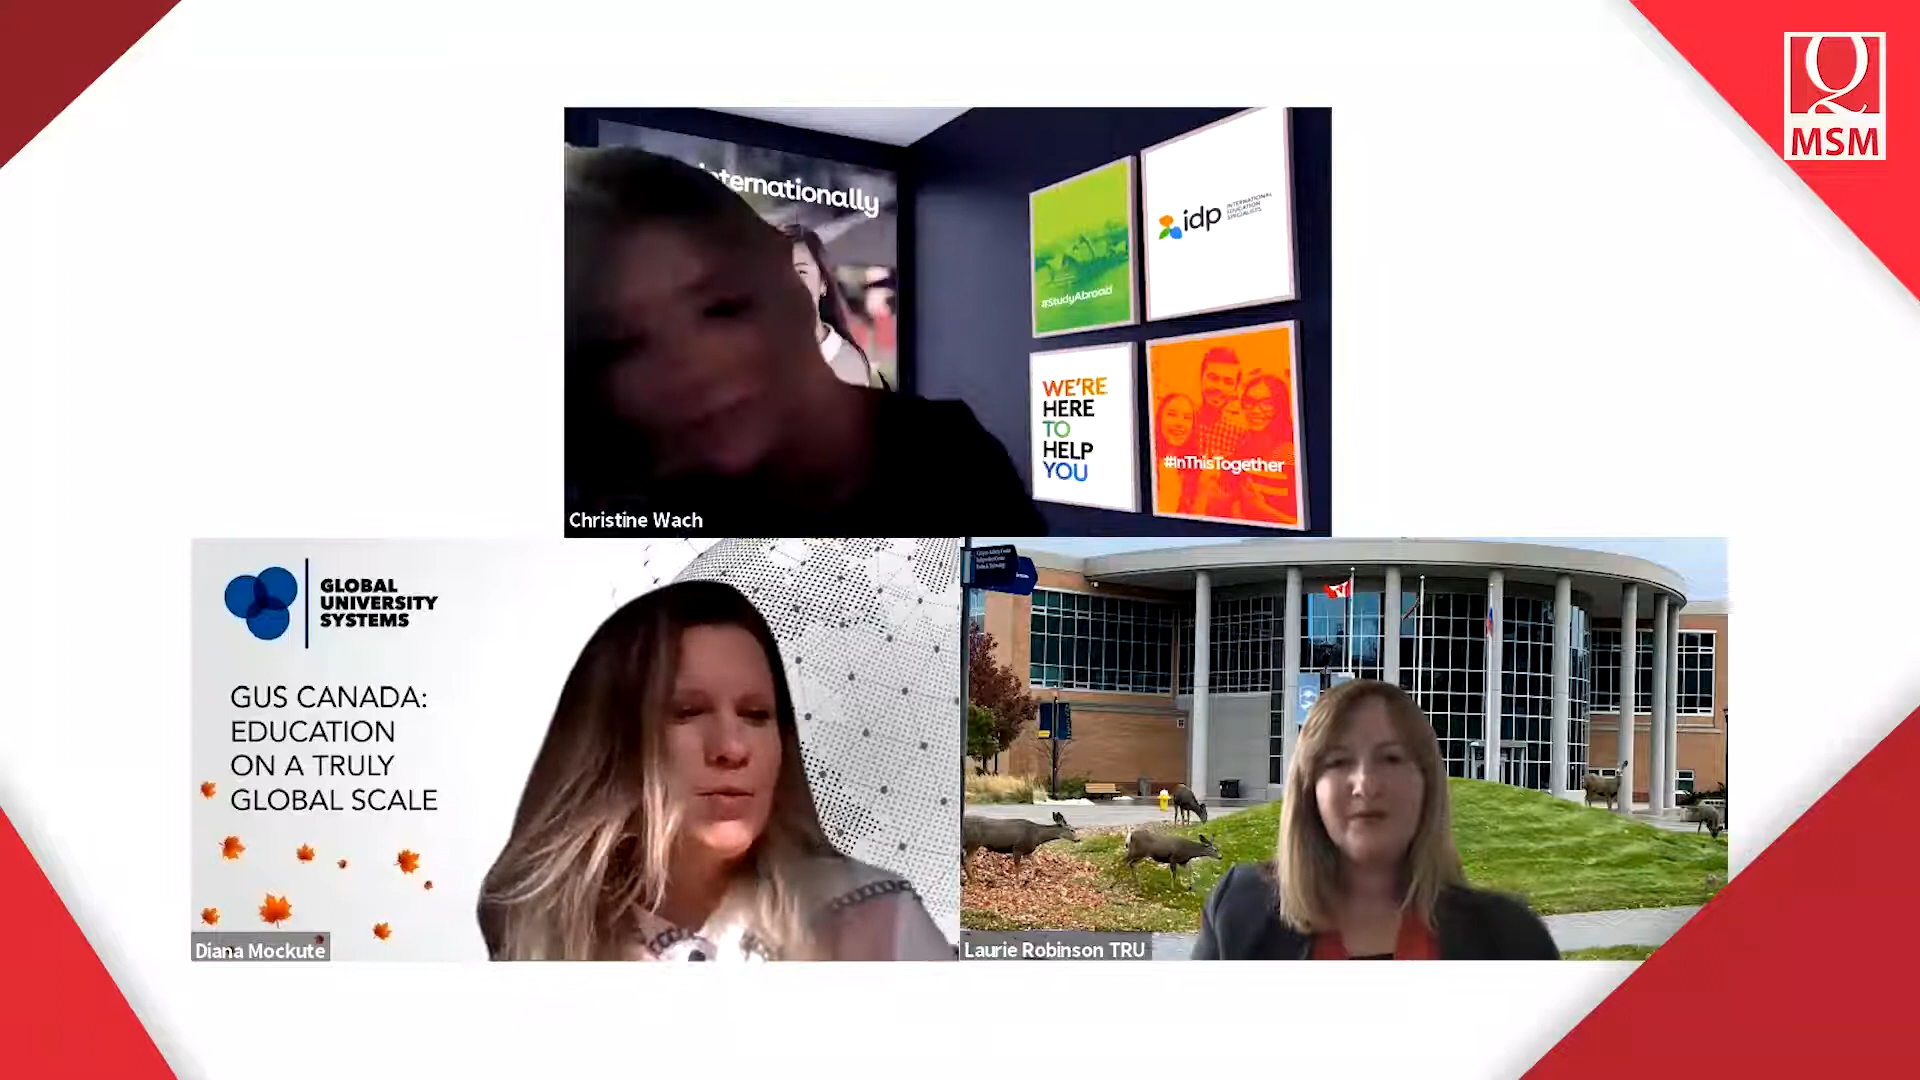 MSM
internationally
idp INTERNATIONAL
EDUCATION
SPECIALISTS
#StudyAbroad
WE'RE
HERE
TO
HELP
YOU
#InThisTogether
Christine Wach
GLOBAL
UNIVERSITY
SYSTEMS
GUS CANADA:
EDUCATION
ON A TRULY
GLOBAL SCALE
Diana Mockute
Laurie Robinson TRU